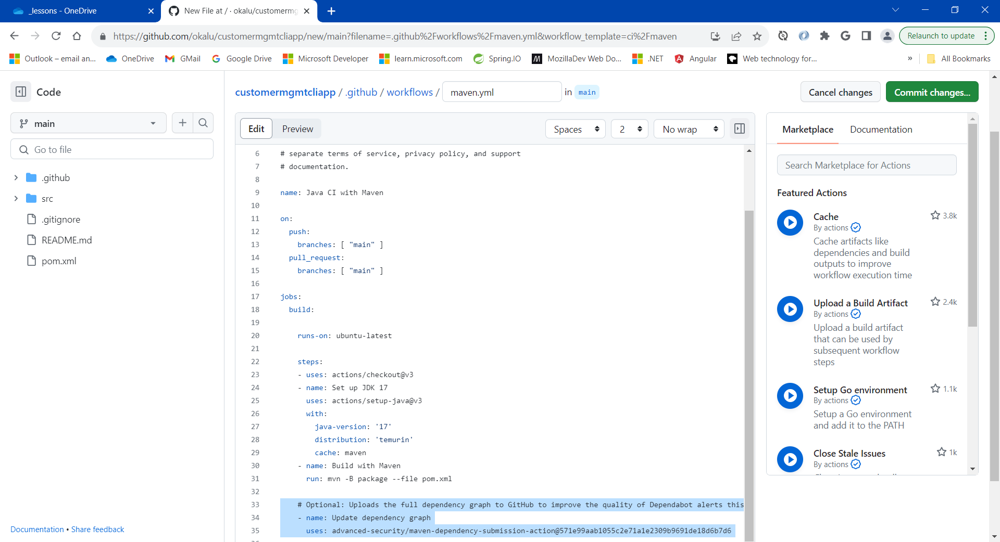 _lessons - OneDrive
New File at / · okalu/customermg
https://github.com/okalu/customermgmtcliapp/new/main?filename=.github%2Fworkflows%2Fmaven.yml&workflow_template=ci%2Fmaven
Relaunch to update
Outlook – email an...
OneDrive
GMail
Google Drive
Microsoft Developer
learn.microsoft.com
Spring.IO
MozillaDev Web Do...
.NET
Angular
Web technology for...
»
All Bookmarks
Code
main
Go to file
.github
src
.gitignore
README.md
pom.xml
Documentation • Share feedback
customermgmtcliapp / .github / workflows / maven.yml in main
Cancel changes
Commit changes...
Edit
Preview
Spaces
2
No wrap
6 # separate terms of service, privacy policy, and support
7 # documentation.
8
9 name: Java CI with Maven
10
11 on:
12 push:
13 branches: [ "main" ]
14 pull_request:
15 branches: [ "main" ]
16
17 jobs:
18 build:
19
20 runs-on: ubuntu-latest
21
22 steps:
23 - uses: actions/checkout@v3
24 - name: Set up JDK 17
25 uses: actions/setup-java@v3
26 with:
27 java-version: '17'
28 distribution: 'temurin'
29 cache: maven
30 - name: Build with Maven
31 run: mvn -B package --file pom.xml
32
33 # Optional: Uploads the full dependency graph to GitHub to improve the quality of Dependabot alerts this
34 - name: Update dependency graph
35 uses: advanced-security/maven-dependency-submission-action@571e99aab1055c2e71a1e2309b9691de18d6b7d6
Marketplace
Documentation
Search Marketplace for Actions
Featured Actions
Cache
3.8k
By actions
Cache artifacts like
dependencies and build
outputs to improve
workflow execution time
Upload a Build Artifact
2.4k
By actions
Upload a build artifact
that can be used by
subsequent workflow
steps
Setup Go environment
1.1k
By actions
Setup a Go environment
and add it to the PATH
Close Stale Issues
1k
By actions